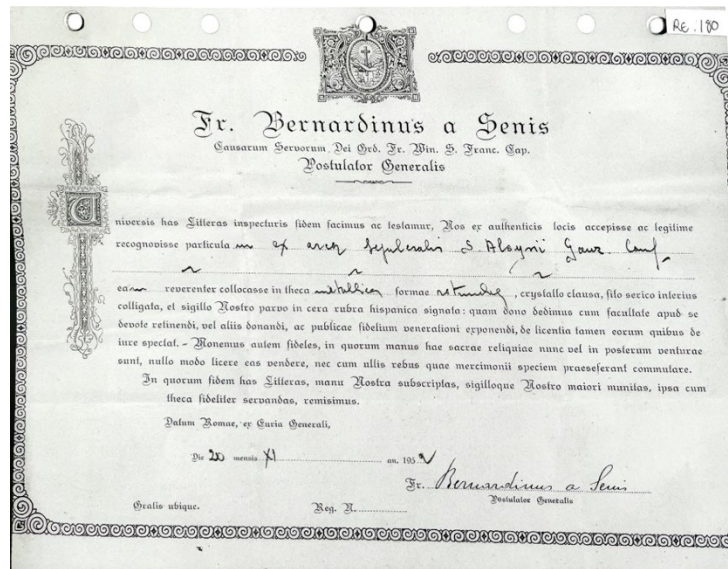 RE. 180
Fr. Bernardinus a Senis
Causarum Servorum Dei Ord. Fr. Min. S. Franc. Cap.
Postulator Generalis
Universis has Litteras inspecturis fidem facimus ac testamur, Nos ex authenticis locis accepisse ac legitime
recognovisse particulam ex arca sepulcralis S. Aloysii Gonz. Conf.
eam reverenter collocasse in theca metallica formae rotundae, crystallo clausa, filo serico interius
colligata, et sigillo Nostro parvo in cera rubra hispanica signata: quam dono dedimus cum facultate apud se
devote retinendi, vel aliis donandi, ac publicae fidelium venerationi exponendi, de licentia tamen eorum quibus de
iure spectat. - Monemus autem fideles, in quorum manus hae sacrae reliquiae nunc vel in posterum venturae
sunt, nullo modo licere eas vendere, nec cum ullis rebus quae mercimonii speciem praeseferant commutare.
In quorum fidem has Litteras, manu Nostra subscriptas, sigilloque Nostro maiori munitas, ipsa cum
theca fideliter servandas, remisimus.
Datum Romae, ex Curia Generali,
Die 20 mensis XI an. 195
Fr. Bernardinus a Senis
Postulator Generalis
Gratis ubique.
Reg. N.